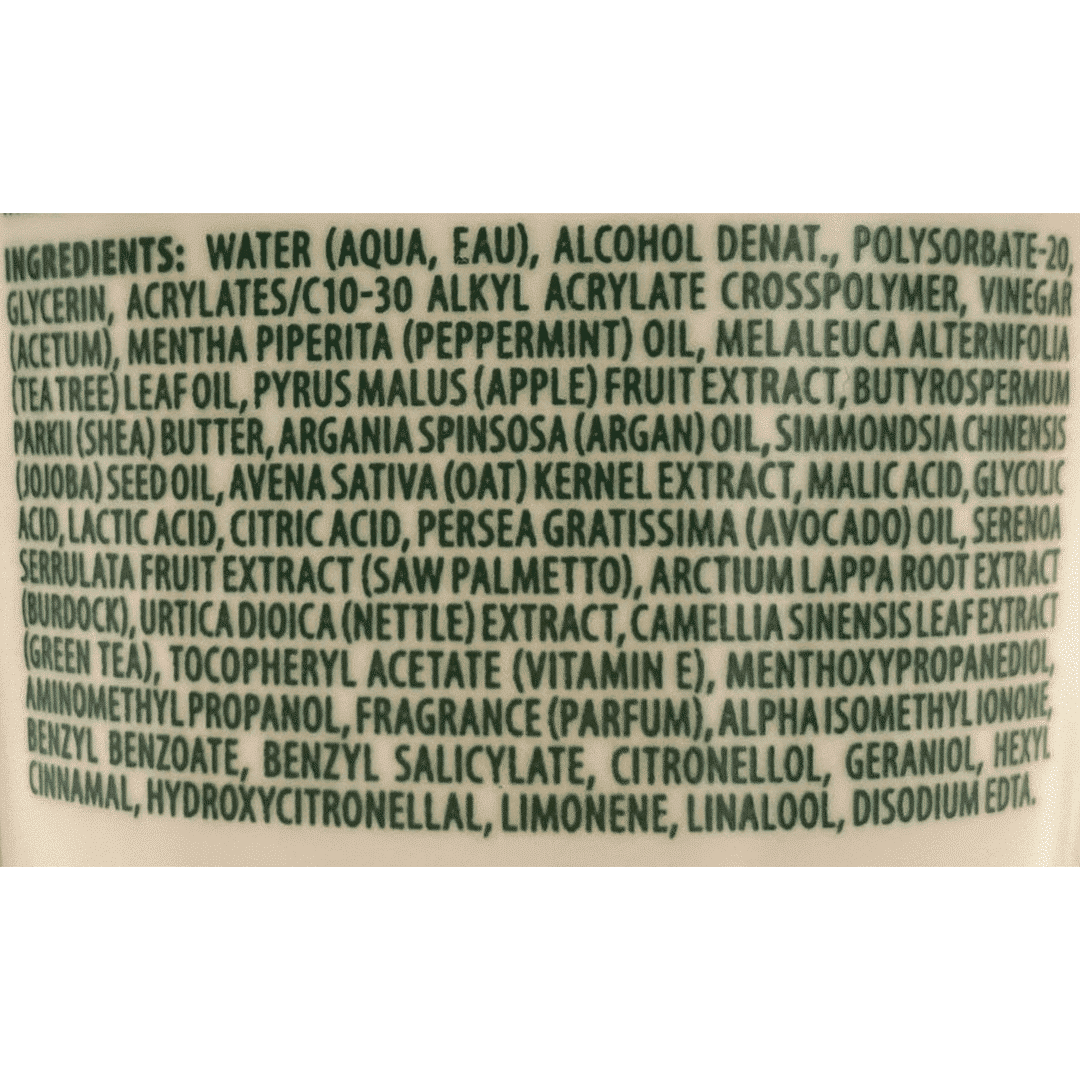 INGREDIENTS: WATER (AQUA, EAU), ALCOHOL DENAT., POLYSORBATE-20,
GLYCERIN, ACRYLATES/C10-30 ALKYL ACRYLATE CROSSPOLYMER, VINEGAR
(ACETUM), MENTHA PIPERITA (PEPPERMINT) OIL, MELALEUCA ALTERNIFOLIA
(TEA TREE) LEAF OIL, PYRUS MALUS (APPLE) FRUIT EXTRACT, BUTYROSPERMUM
PARKII (SHEA) BUTTER, ARGANIA SPINSOSA (ARGAN) OIL, SIMMONDSIA CHINENSIS
(JOJOBA) SEED OIL, AVENA SATIVA (OAT) KERNEL EXTRACT, MALIC ACID, GLYCOLIC
ACID, LACTIC ACID, CITRIC ACID, PERSEA GRATISSIMA (AVOCADO) OIL, SERENOA
SERRULATA FRUIT EXTRACT (SAW PALMETTO), ARCTIUM LAPPA ROOT EXTRACT
(BURDOCK), URTICA DIOICA (NETTLE) EXTRACT, CAMELLIA SINENSIS LEAF EXTRACT
(GREEN TEA), TOCOPHERYL ACETATE (VITAMIN E), MENTHOXYPROPANEDIOL,
AMINOMETHYL PROPANOL, FRAGRANCE (PARFUM), ALPHA ISOMETHYL IONONE,
BENZYL BENZOATE, BENZYL SALICYLATE, CITRONELLOL, GERANIOL, HEXYL
CINNAMAL, HYDROXYCITRONELLAL, LIMONENE, LINALOOL, DISODIUM EDTA.